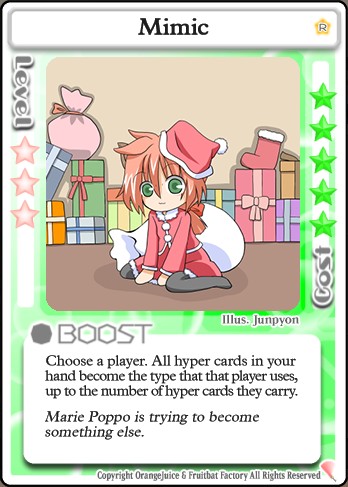 Mimic
R
Level
Cost
Illus. Junpyon
BOOST
Choose a player. All hyper cards in your
hand become the type that that player uses,
up to the number of hyper cards they carry.
Marie Poppo is trying to become
something else.
Copyright Orangejuice & Fruitbat Factory All Rights Reserved